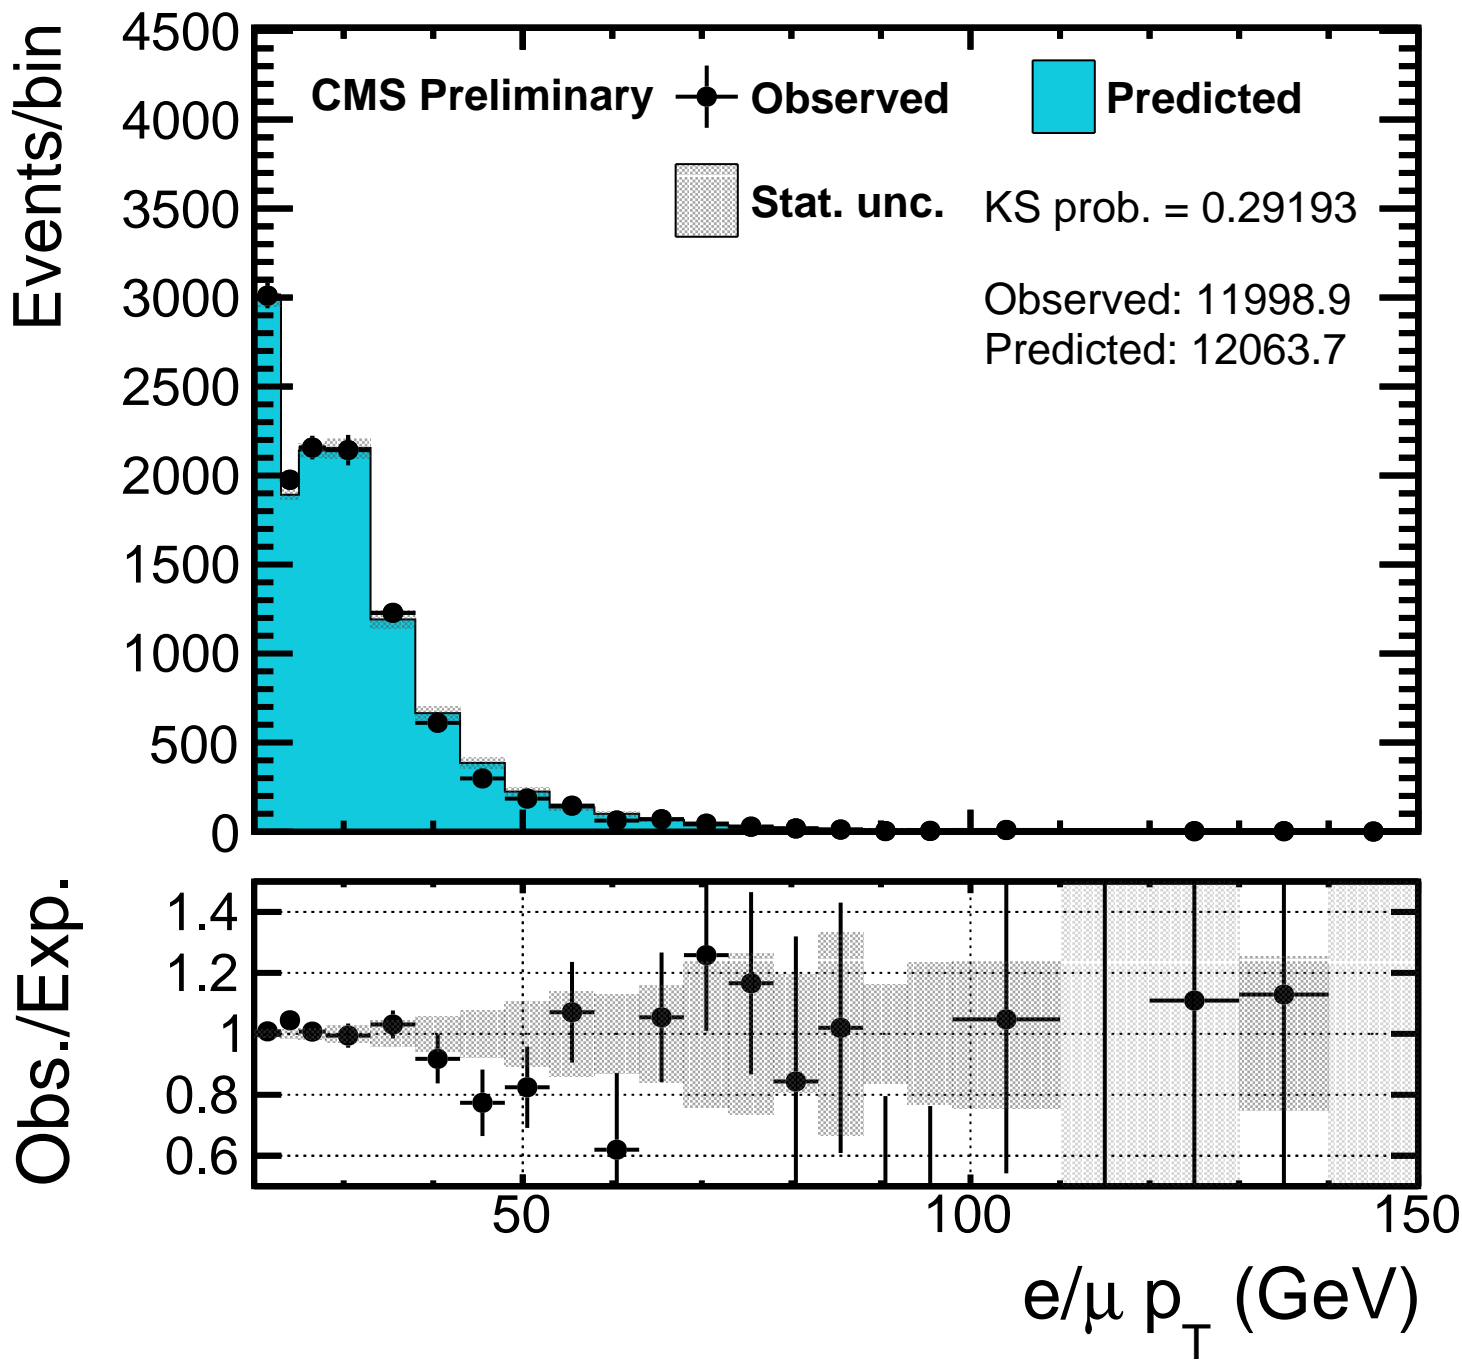 Events/bin
4500
4000
3500
3000
2500
2000
1500
1000
500
0
CMS Preliminary
Observed
Predicted
Stat. unc.
KS prob. = 0.29193
Observed: 11998.9
Predicted: 12063.7
Obs./Exp.
1.4
1.2
1
0.8
0.6
50
100
150
e/μ p_T (GeV)